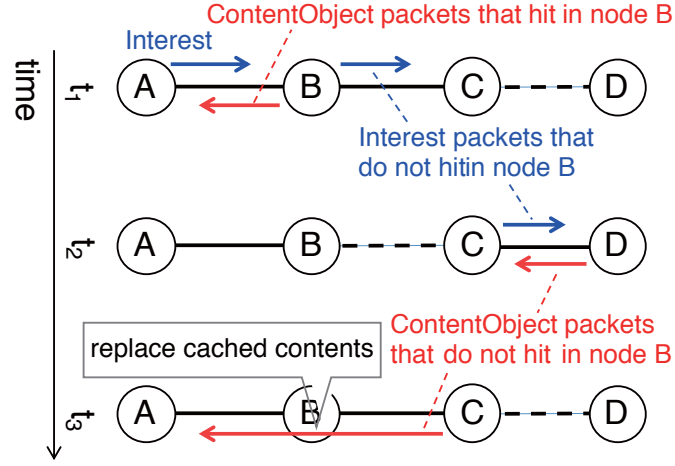 ContentObject packets that hit in node B
Interest
time
t1
A
B
C
D
Interest packets that
do not hitin node B
t2
A
B
C
D
ContentObject packets
that do not hit in node B
replace cached contents
t3
A
B
C
D